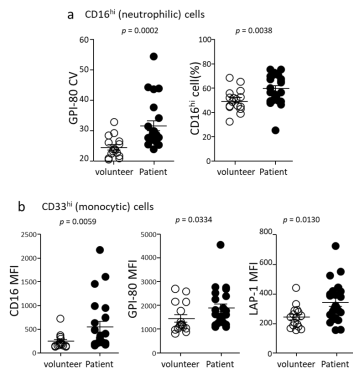 a CD16hi (neutrophilic) cells
p = 0.0002
GPI-80 CV
60
50
40
30
20
volunteer Patient
p = 0.0038
CD16hi cell(%)
100
80
60
40
20
0
volunteer Patient
b CD33hi (monocytic) cells
p = 0.0059
CD16 MFI
2500
2000
1500
1000
500
0
volunteer Patient
p = 0.0334
GPI-80 MFI
5000
4000
3000
2000
1000
0
volunteer Patient
p = 0.0130
LAP-1 MFI
800
600
400
200
0
volunteer Patient